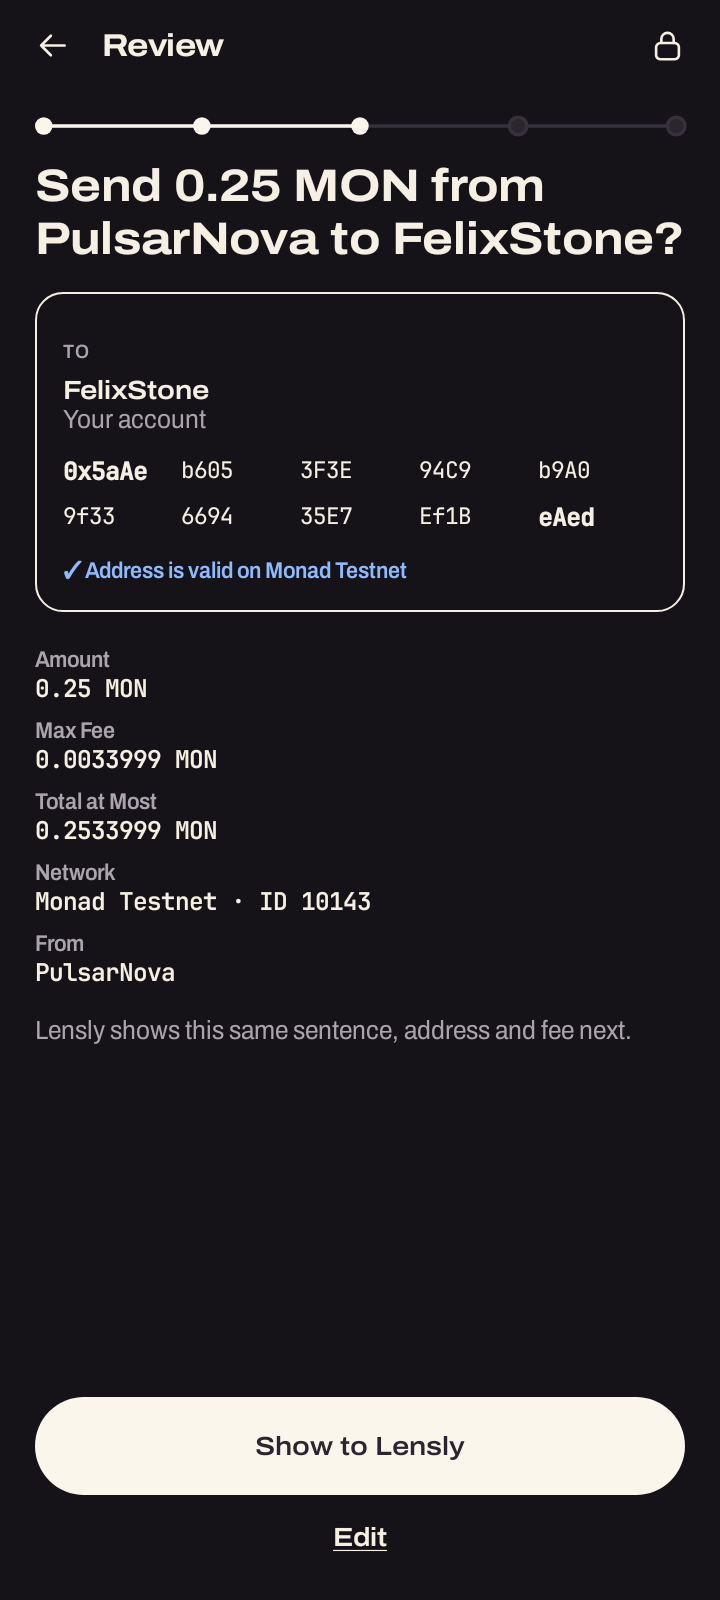 Review
Send 0.25 MON from
PulsarNova to FelixStone?
TO
FelixStone
Your account
0x5aAe b605 3F3E 94C9 b9A0
9f33 6694 35E7 Ef1B eAed
✓ Address is valid on Monad Testnet
Amount
0.25 MON
Max Fee
0.0033999 MON
Total at Most
0.2533999 MON
Network
Monad Testnet · ID 10143
From
PulsarNova
Lensly shows this same sentence, address and fee next.
Show to Lensly
Edit